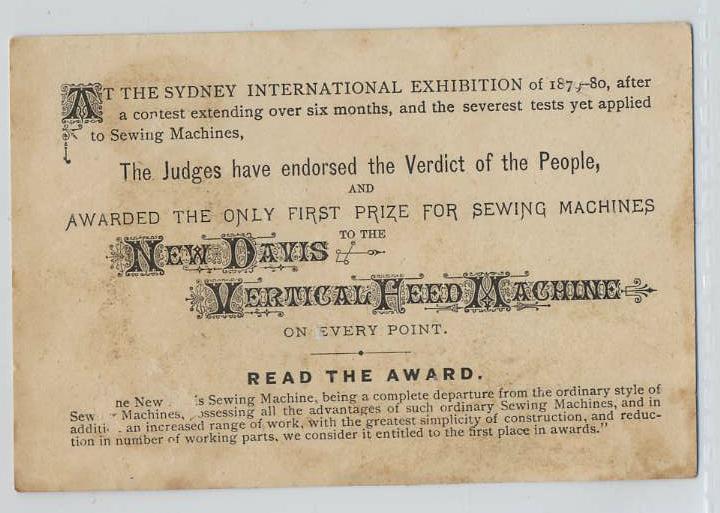 AT THE SYDNEY INTERNATIONAL EXHIBITION of 1879-80, after
a contest extending over six months, and the severest tests yet applied
to Sewing Machines,
The Judges have endorsed the Verdict of the People,
AND
AWARDED THE ONLY FIRST PRIZE FOR SEWING MACHINES
TO THE
NEW DAVIS
VERTICAL FEED MACHINE
ON EVERY POINT.
READ THE AWARD.
New Sewing Machine, being a complete departure from the ordinary style of
Machines, possessing all the advantages of such ordinary Sewing Machines, and in
an increased range of work, with the greatest simplicity of construction, and reduc-
tion in number of working parts, we consider it entitled to the first place in awards."